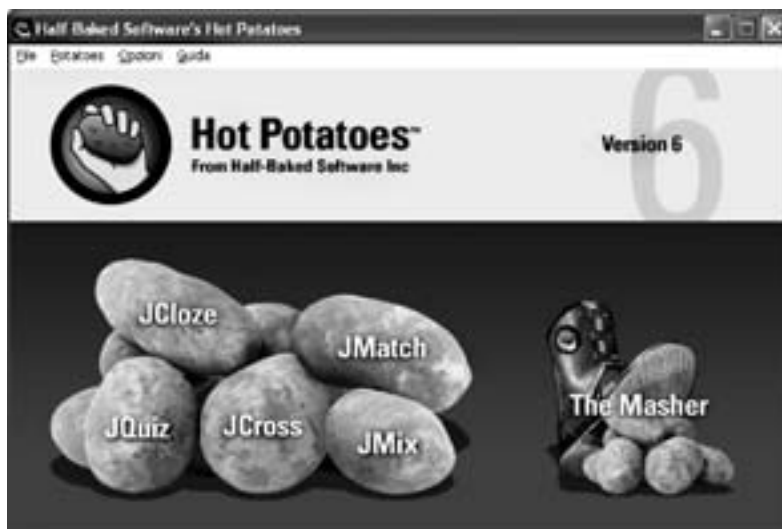 Half Baked Software's Hot Potatoes
File Potatoes Opzioni Guida
Hot Potatoes™
From Half-Baked Software Inc
Version 6
6
JCloze
JMatch
JQuiz
JCross
JMix
The Masher